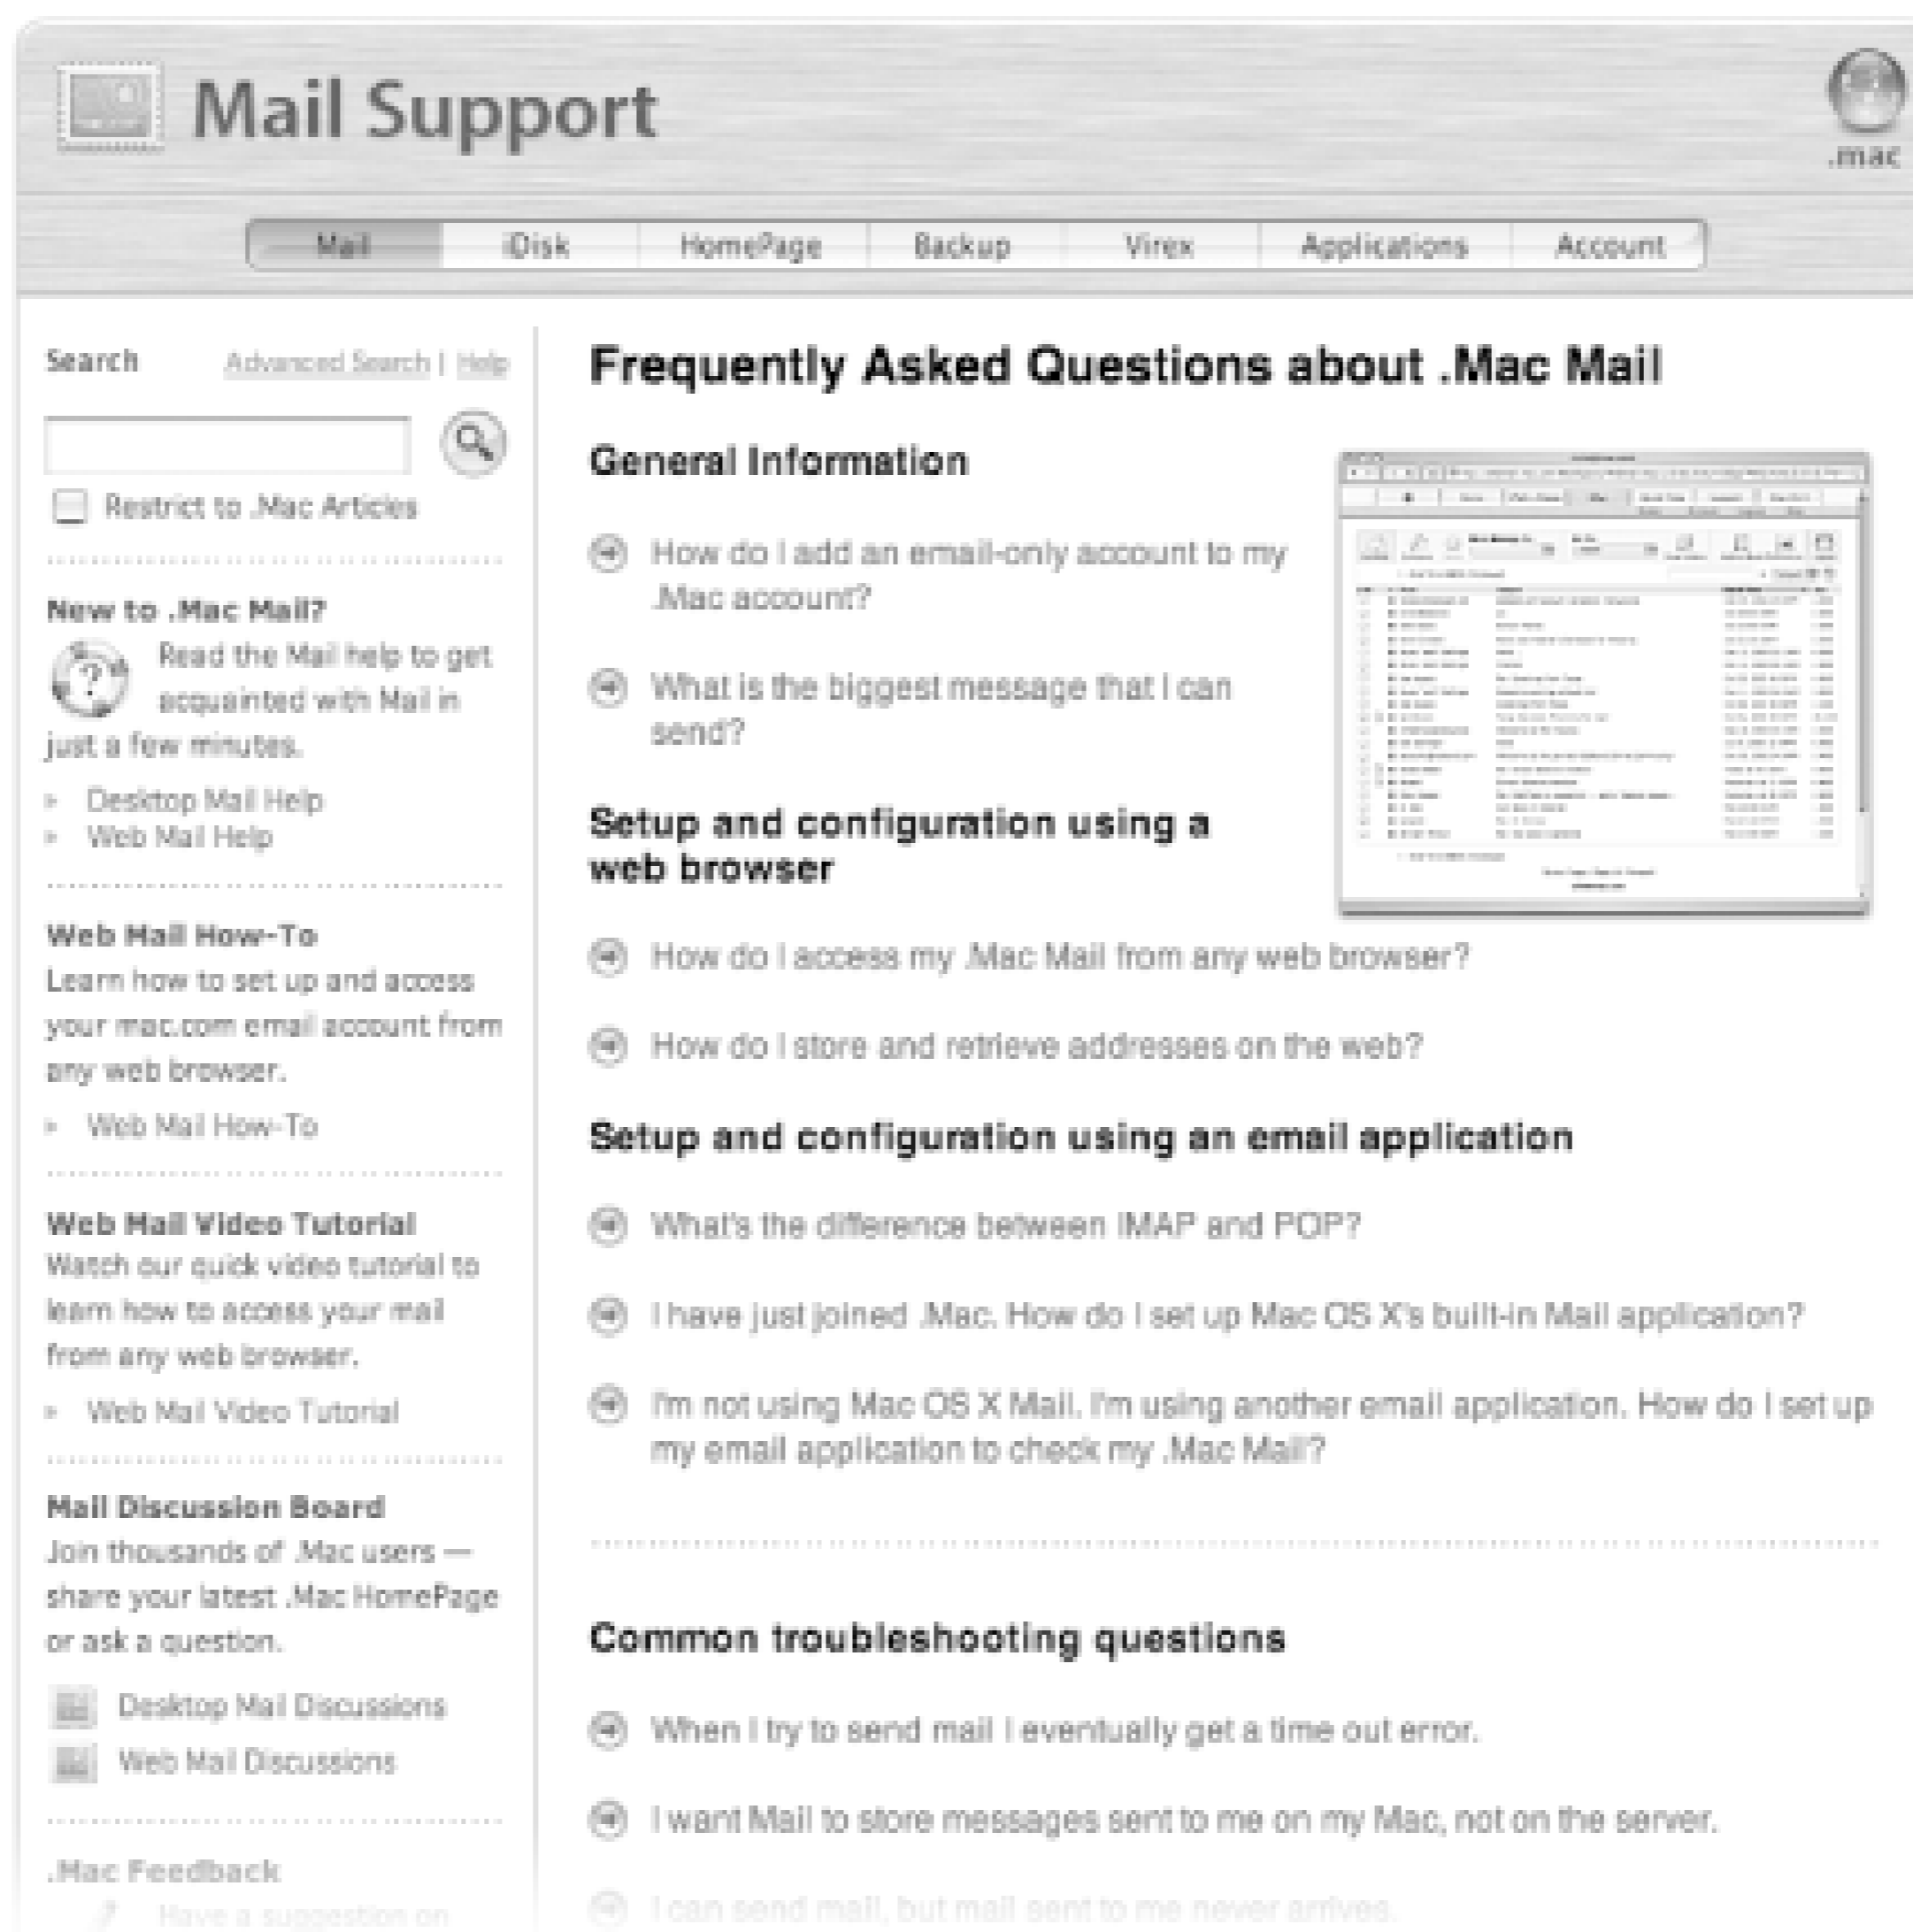 Mail Support
.mac
Mail iDisk HomePage Backup Virex Applications Account
Search Advanced Search | Help
Restrict to .Mac Articles
New to .Mac Mail?
Read the Mail help to get
acquainted with Mail in
just a few minutes.
Desktop Mail Help
Web Mail Help
Web Mail How-To
Learn how to set up and access
your mac.com email account from
any web browser.
Web Mail How-To
Web Mail Video Tutorial
Watch our quick video tutorial to
learn how to access your mail
from any web browser.
Web Mail Video Tutorial
Mail Discussion Board
Join thousands of .Mac users —
share your latest .Mac HomePage
or ask a question.
Desktop Mail Discussions
Web Mail Discussions
.Mac Feedback
Have a suggestion on
Frequently Asked Questions about .Mac Mail
General Information
How do I add an email-only account to my
.Mac account?
What is the biggest message that I can
send?
Setup and configuration using a
web browser
How do I access my .Mac Mail from any web browser?
How do I store and retrieve addresses on the web?
Setup and configuration using an email application
What's the difference between IMAP and POP?
I have just joined .Mac. How do I set up Mac OS X's built-in Mail application?
I'm not using Mac OS X Mail. I'm using another email application. How do I set up
my email application to check my .Mac Mail?
Common troubleshooting questions
When I try to send mail I eventually get a time out error.
I want Mail to store messages sent to me on my Mac, not on the server.
I can send mail, but mail sent to me never arrives.